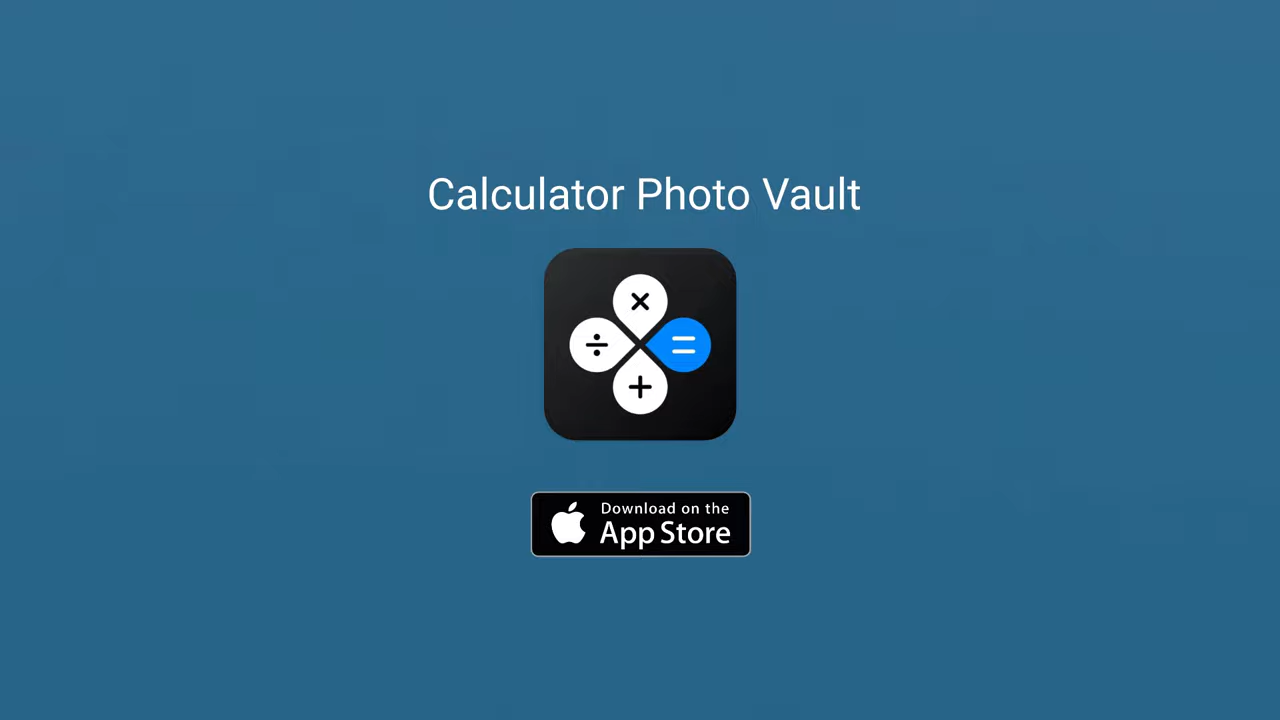 Calculator Photo Vault
×
÷ =
+
Download on the
App Store